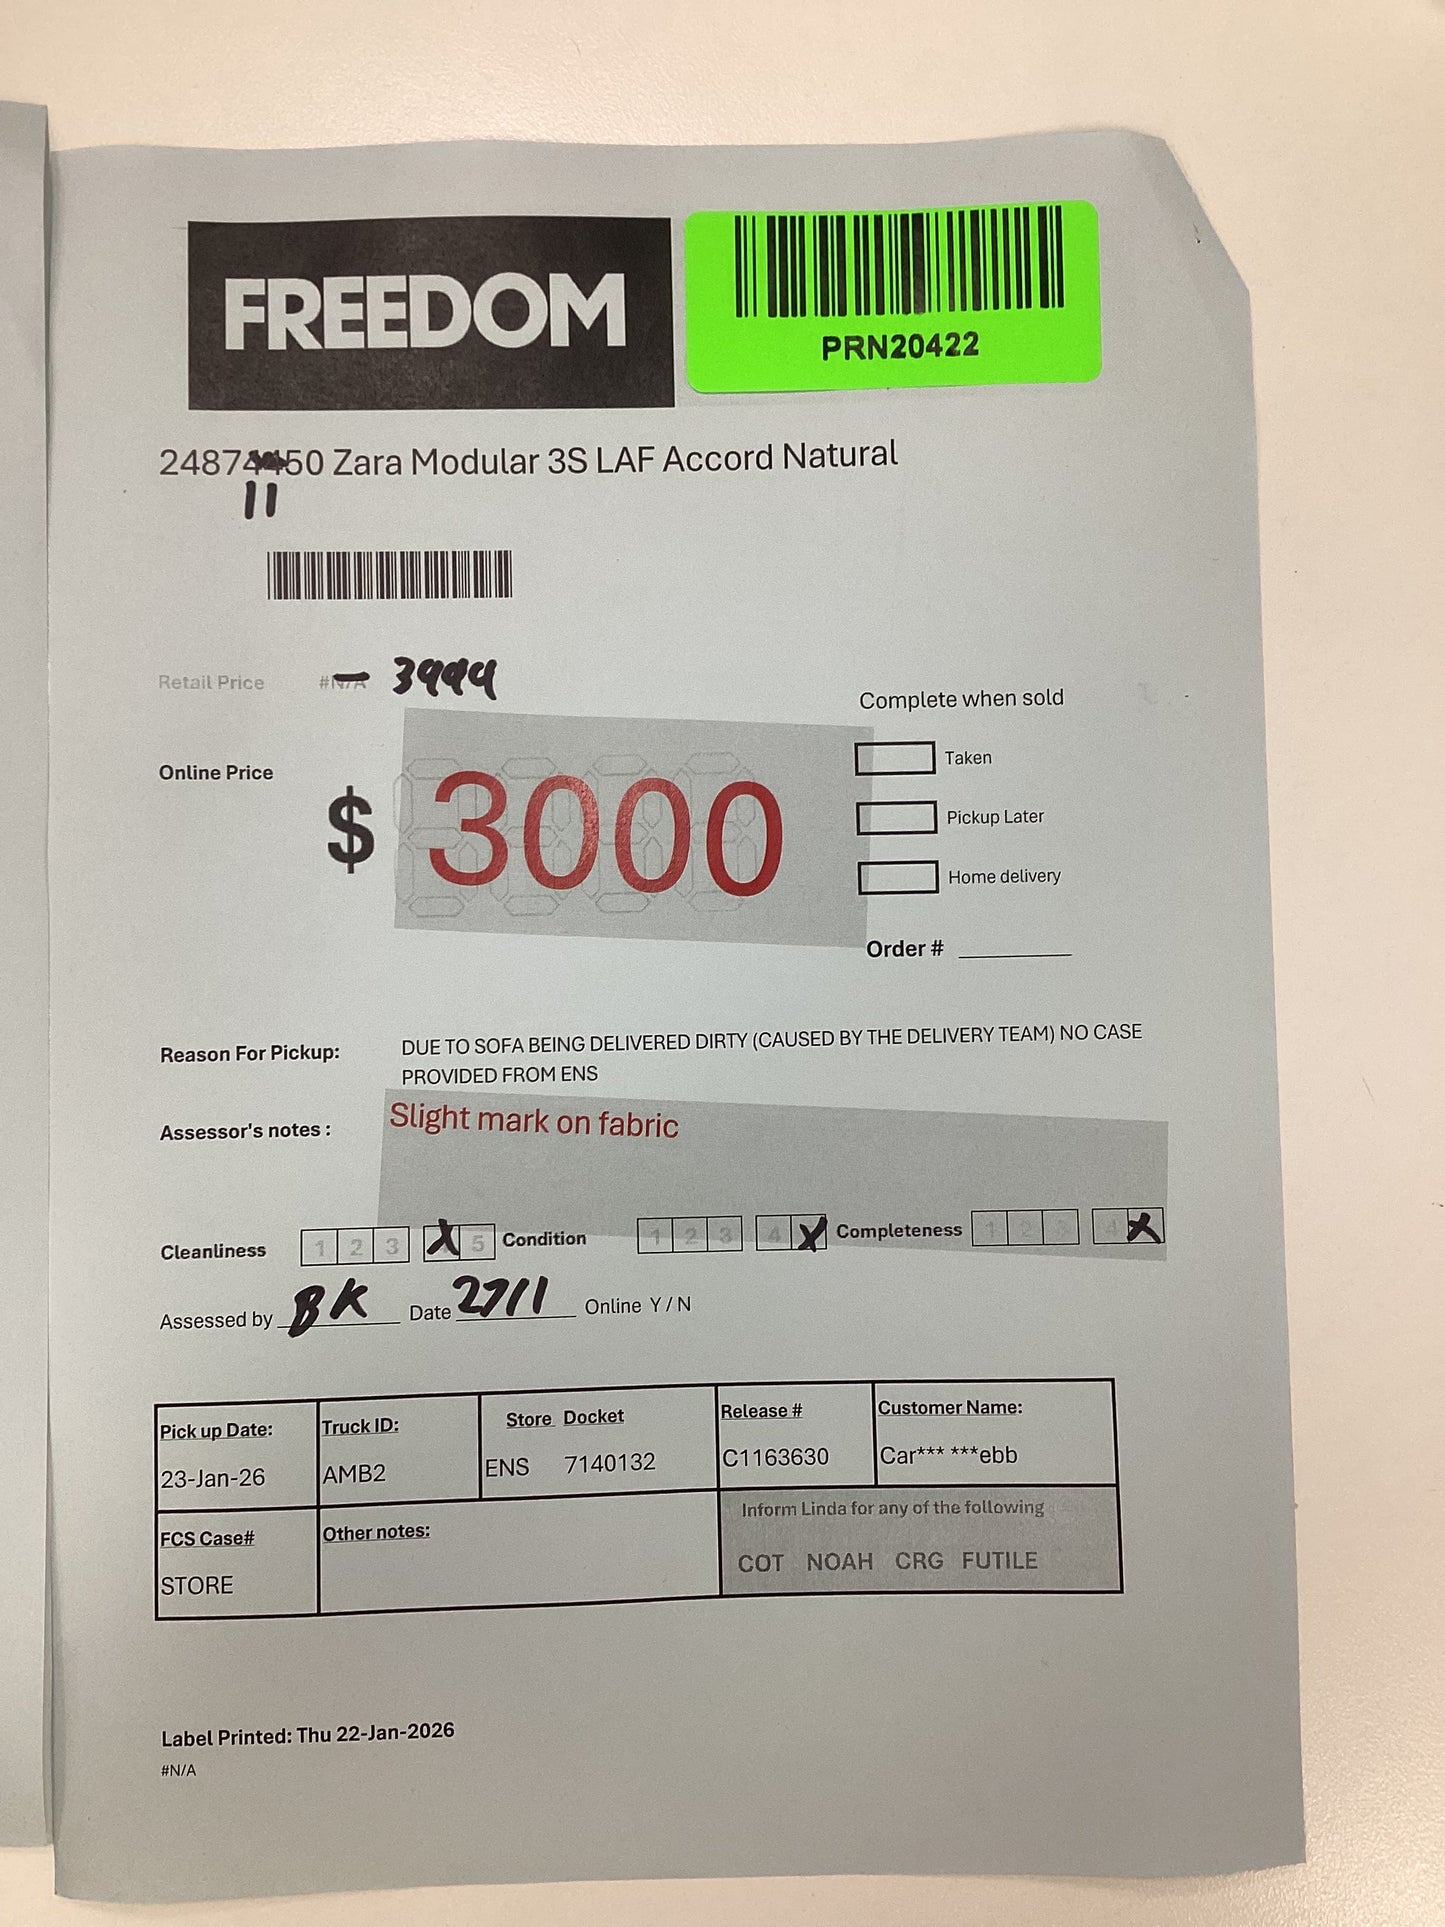 FREEDOM
PRN20422
50 Zara Modular 3S LAF Accord Natural
11
Retail Price #N/A 3999
Complete when sold
Online Price
$ 3000
Taken
Pickup Later
Home delivery
Order #
Reason For Pickup: DUE TO SOFA BEING DELIVERED DIRTY (CAUSED BY THE DELIVERY TEAM) NO CASE
PROVIDED FROM ENS
Assessor's notes : Slight mark on fabric
Cleanliness 1 2 3 X 5 Condition 1 2 3 4 X Completeness 1 2 3 4 X
Assessed by BK Date 27/1 Online Y / N
Pick up Date: Truck ID: Store Docket Release # Customer Name:
23-Jan-26 AMB2 ENS 7140132 C1163630 Car*** ***ebb
FCS Case# Other notes: Inform Linda for any of the following
STORE COT NOAH CRG FUTILE
Label Printed: Thu 22-Jan-2026
#N/A